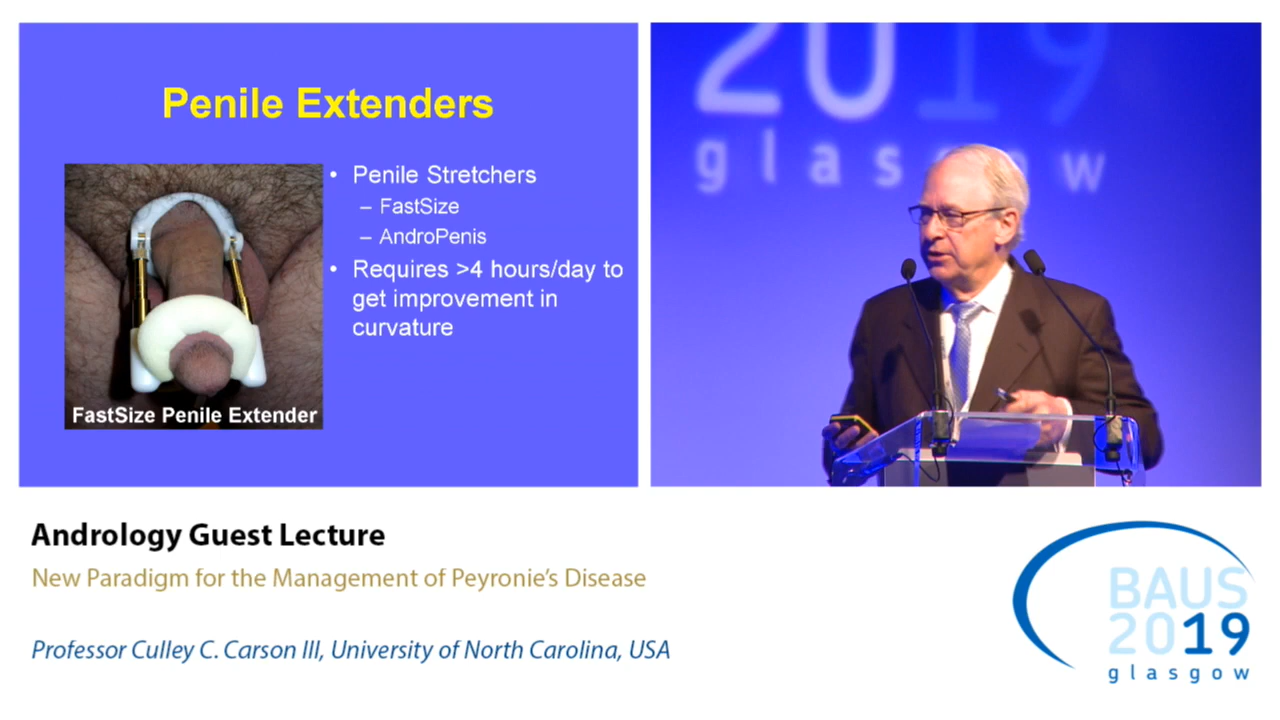 Penile Extenders
• Penile Stretchers
– FastSize
– AndroPenis
• Requires >4 hours/day to
get improvement in
curvature
FastSize Penile Extender
2019
glasgow
Andrology Guest Lecture
New Paradigm for the Management of Peyronie's Disease
Professor Culley C. Carson III, University of North Carolina, USA
BAUS
2019
glasgow